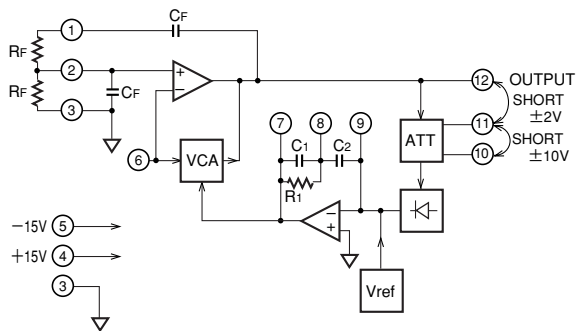 1
CF
RF
2
12
OUTPUT
+
−
CF
SHORT
±2V
RF
3
7
8
9
11
SHORT
±10V
ATT
10
6
VCA
C1
C2
R1
−
+
−15V
5
+15V
4
3
Vref